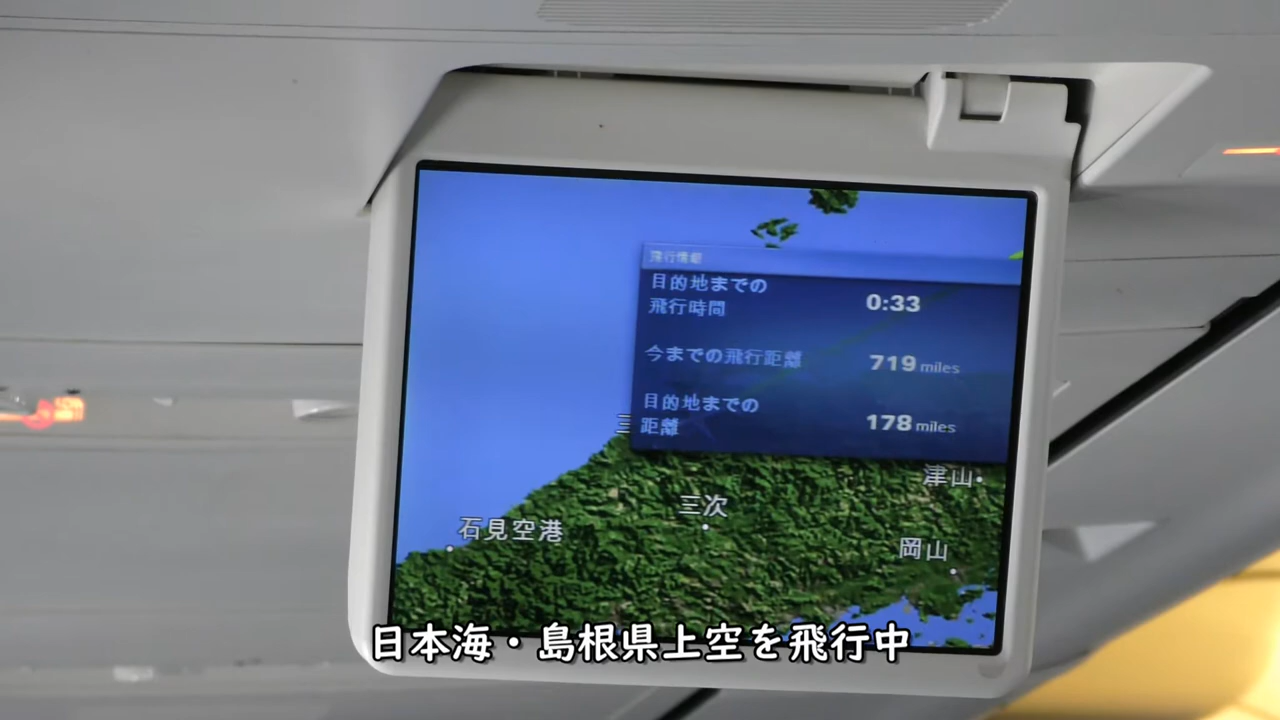 飛行情報
目的地までの
飛行時間
0:33
今までの飛行距離
719 miles
目的地までの
距離
178 miles
三
津山
三次
石見空港
岡山
日本海・島根県上空を飛行中